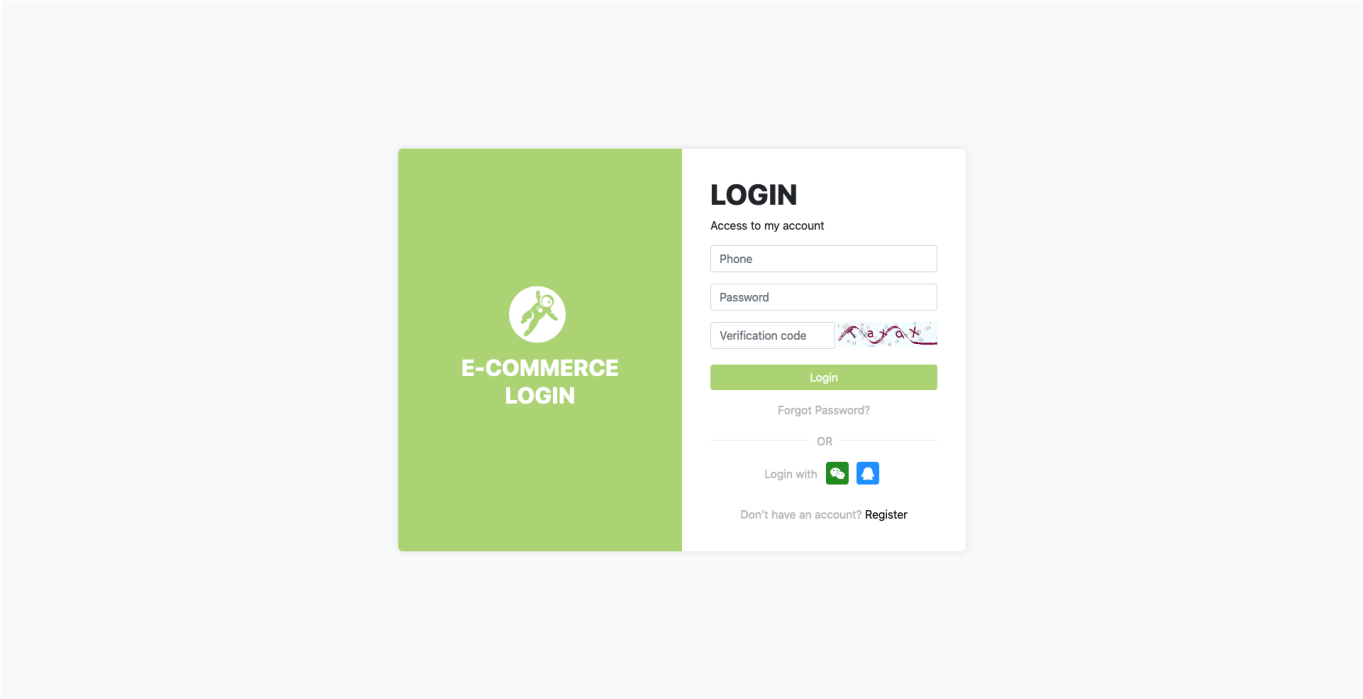 LOGIN
Access to my account
Phone
Password
Verification code
Login
Forgot Password?
OR
Login with
Don't have an account? Register
E-COMMERCE
LOGIN